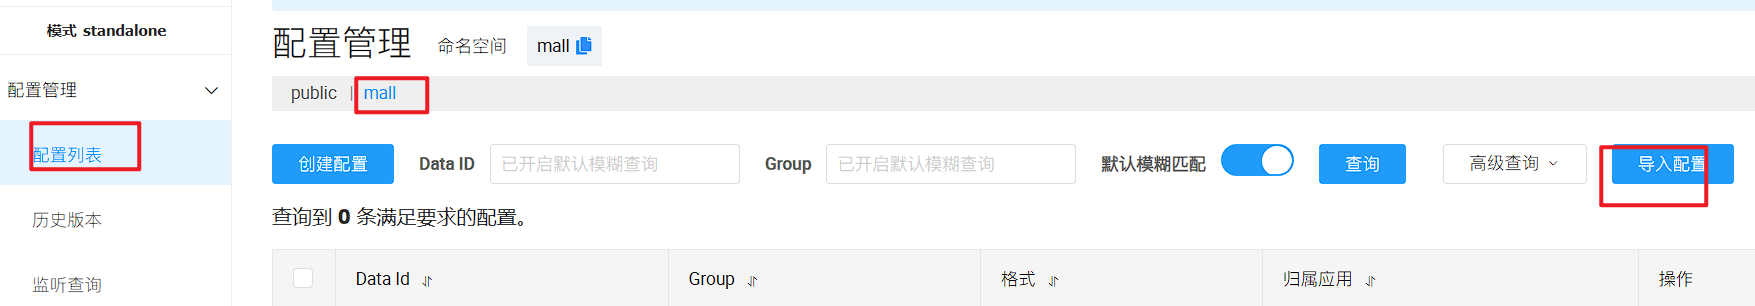 模式 standalone
配置管理
配置列表
历史版本
监听查询
配置管理 命名空间 mall
public | mall
创建配置 Data ID 已开启默认模糊查询 Group 已开启默认模糊查询 默认模糊匹配 查询 高级查询 导入配置
查询到 0 条满足要求的配置。
Data Id Group 格式 归属应用 操作